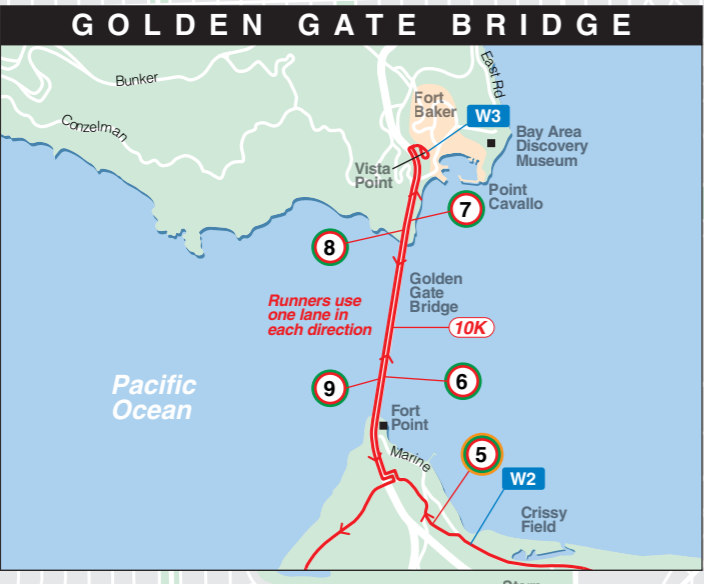 GOLDEN GATE BRIDGE
Bunker
Conzelman
East Rd
Fort
Baker
W3
Bay Area
Discovery
Museum
Vista
Point
Point
Cavallo
7
8
Golden
Gate
Bridge
Runners use
one lane in
each direction
10K
Pacific
Ocean
9
6
Fort
Point
Marine
5
W2
Crissy
Field